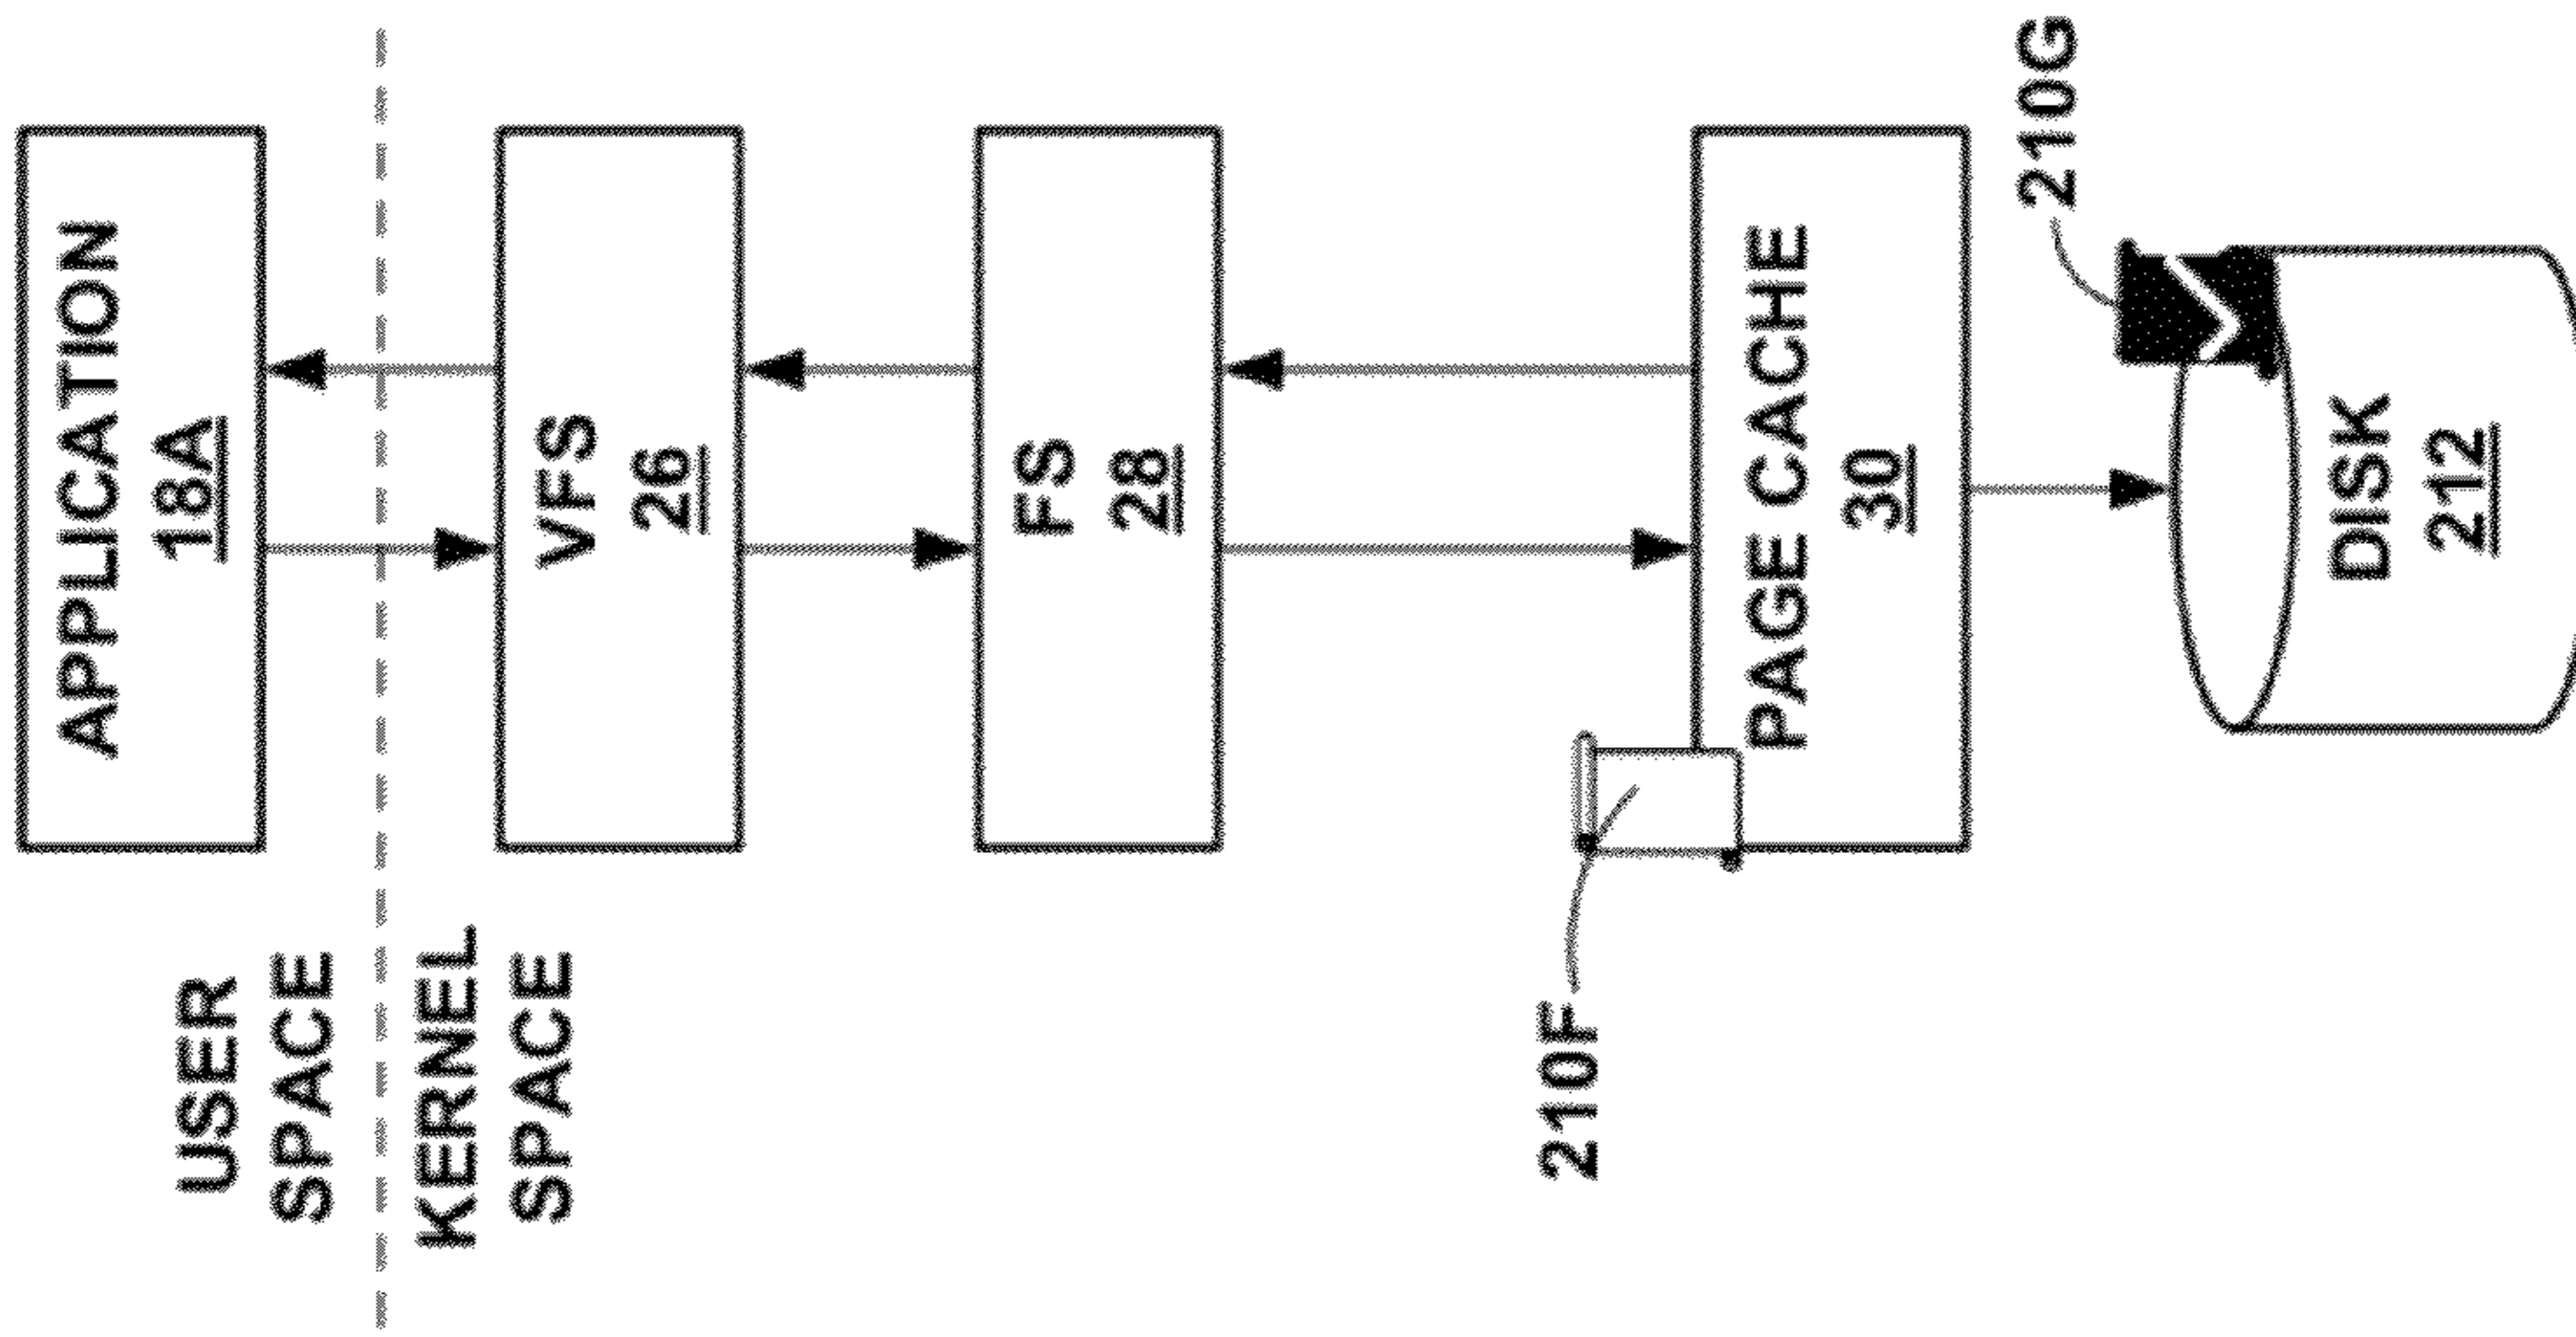 APPLICATION
18A
USER
SPACE
KERNEL
SPACE
VFS
26
FS
28
210F
PAGE CACHE
30
210G
DISK
212